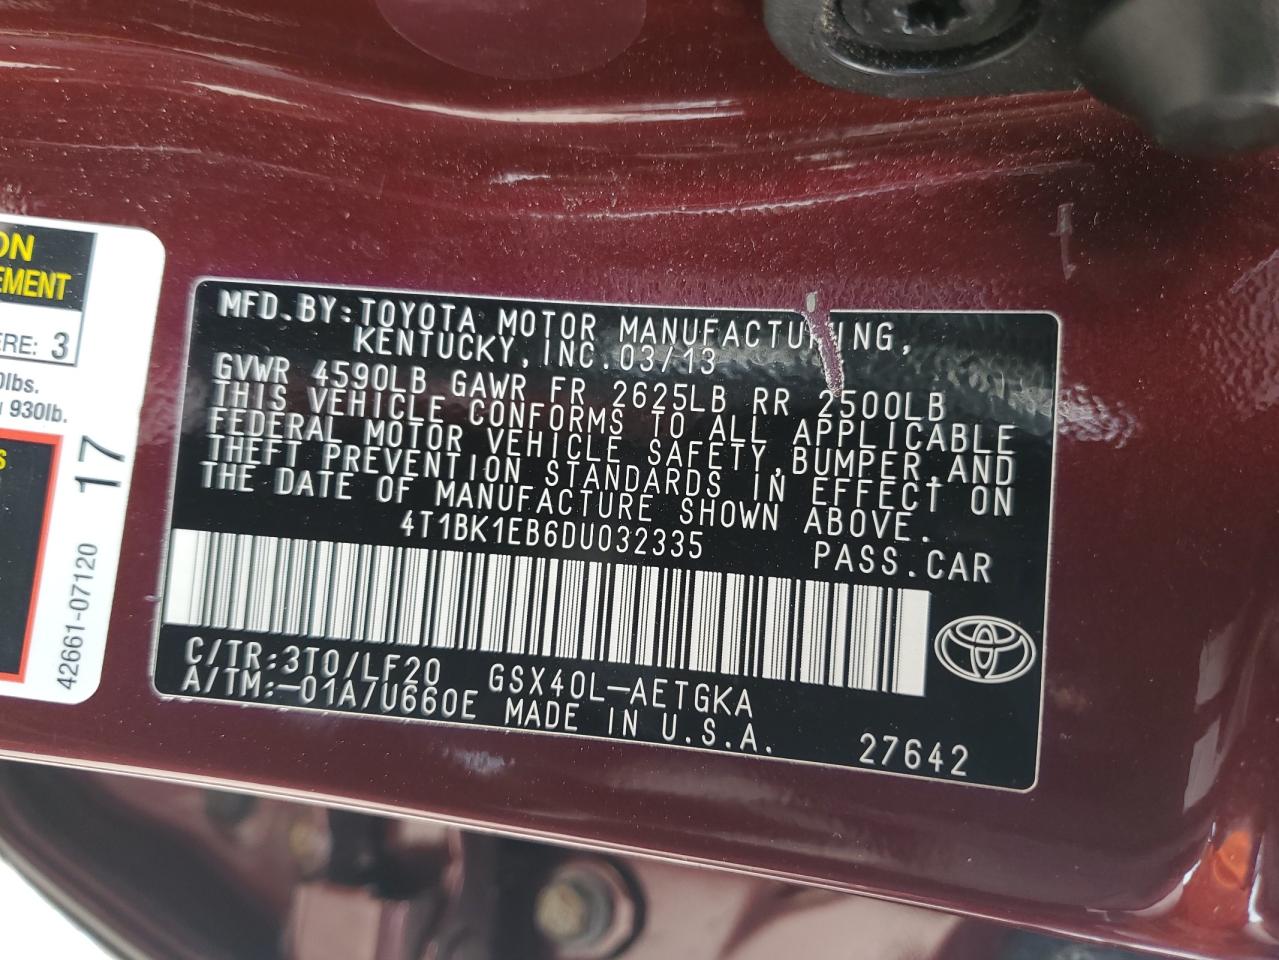 ON
EMENT
ERE: 3
0lbs.
930lb.
S
17
42661-07120
MFD.BY:TOYOTA MOTOR MANUFACTURING,
KENTUCKY,INC. 03/13
GVWR 4590LB GAWR FR 2625LB RR 2500LB
THIS VEHICLE CONFORMS TO ALL APPLICABLE
FEDERAL MOTOR VEHICLE SAFETY,BUMPER,AND
THEFT PREVENTION STANDARDS IN EFFECT ON
THE DATE OF MANUFACTURE SHOWN ABOVE.
4T1BK1EB6DU032335 PASS.CAR
C/TR:3T0/LF20 GSX40L-AETGKA
A/TM:-01A/U660E MADE IN U.S.A.
27642